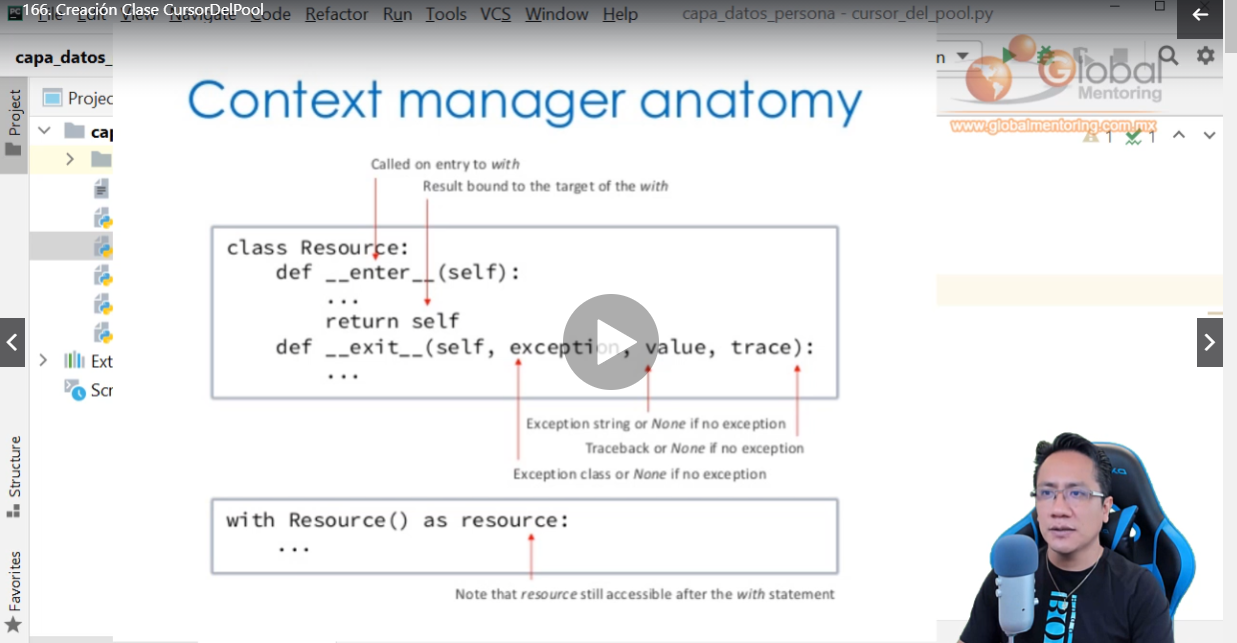 166. Creación Clase CursorDelPool
File Edit View Navigate Code Refactor Run Tools VCS Window Help capa_datos_persona - cursor_del_pool.py
capa_datos_
n
Global
Mentoring
www.globalmentoring.com.mx
1 1
Project
Projec
cap
Ext
Scr
Structure
Favorites
Context manager anatomy
Called on entry to with
Result bound to the target of the with
class Resource:
def __enter__(self):
...
return self
def __exit__(self, exception, value, trace):
...
Exception string or None if no exception
Traceback or None if no exception
Exception class or None if no exception
with Resource() as resource:
...
Note that resource still accessible after the with statement